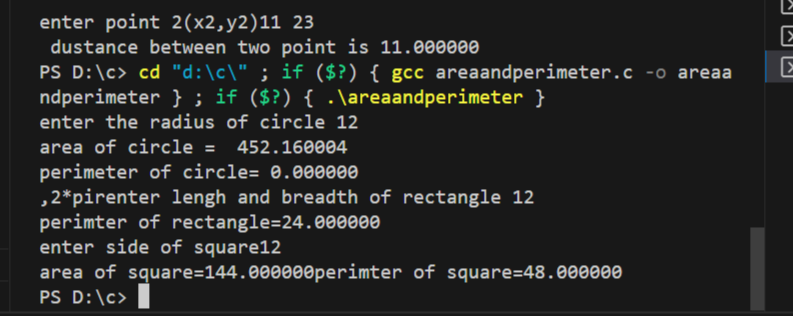 enter point 2(x2,y2)11 23
 dustance between two point is 11.000000
PS D:\c> cd "d:\c\" ; if ($?) { gcc areaandperimeter.c -o areaa
ndperimeter } ; if ($?) { .\areaandperimeter }
enter the radius of circle 12
area of circle =  452.160004
perimeter of circle= 0.000000
,2*pirenter lengh and breadth of rectangle 12
perimter of rectangle=24.000000
enter side of square12
area of square=144.000000perimter of square=48.000000
PS D:\c>